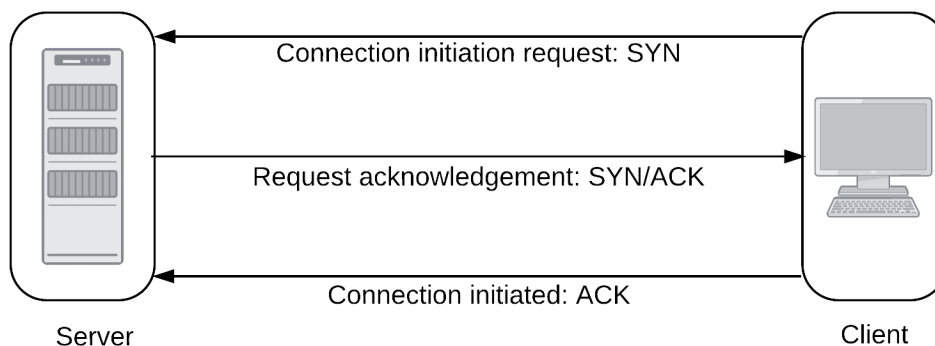 Connection initiation request: SYN
Request acknowledgement: SYN/ACK
Connection initiated: ACK
Server
Client